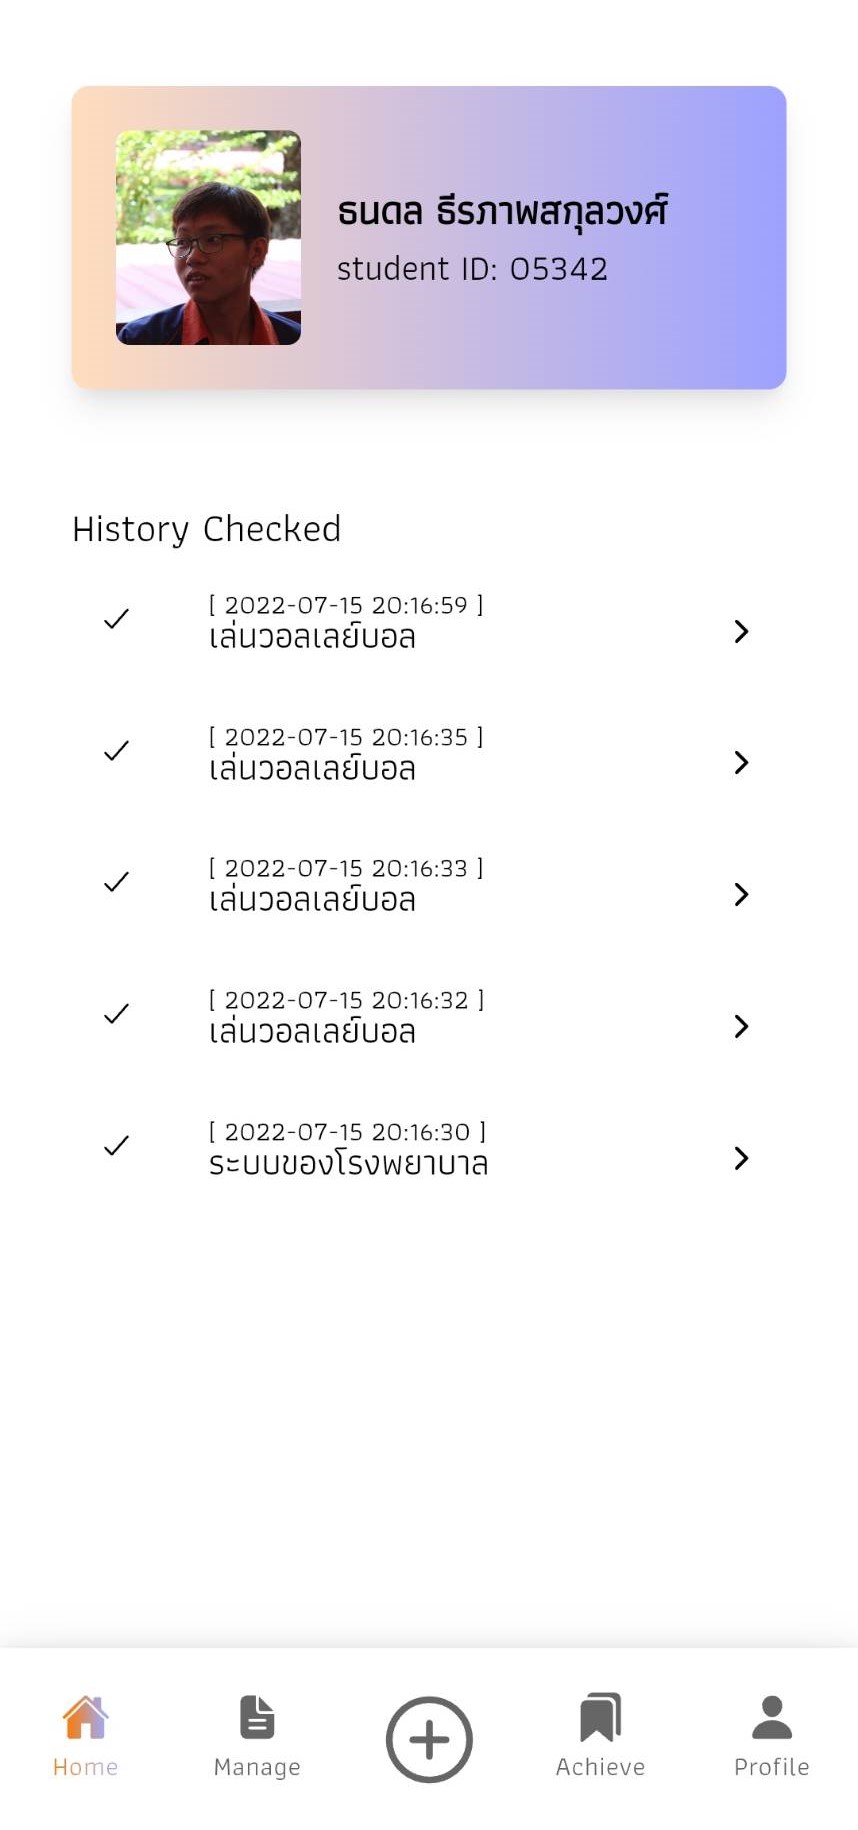 ธนดล ธีรภาพสกุลวงศ์
student ID: 05342
History Checked
[ 2022-07-15 20:16:59 ]
เล่นวอลเลย์บอล
[ 2022-07-15 20:16:35 ]
เล่นวอลเลย์บอล
[ 2022-07-15 20:16:33 ]
เล่นวอลเลย์บอล
[ 2022-07-15 20:16:32 ]
เล่นวอลเลย์บอล
[ 2022-07-15 20:16:30 ]
ระบบของโรงพยาบาล
Home Manage Achieve Profile